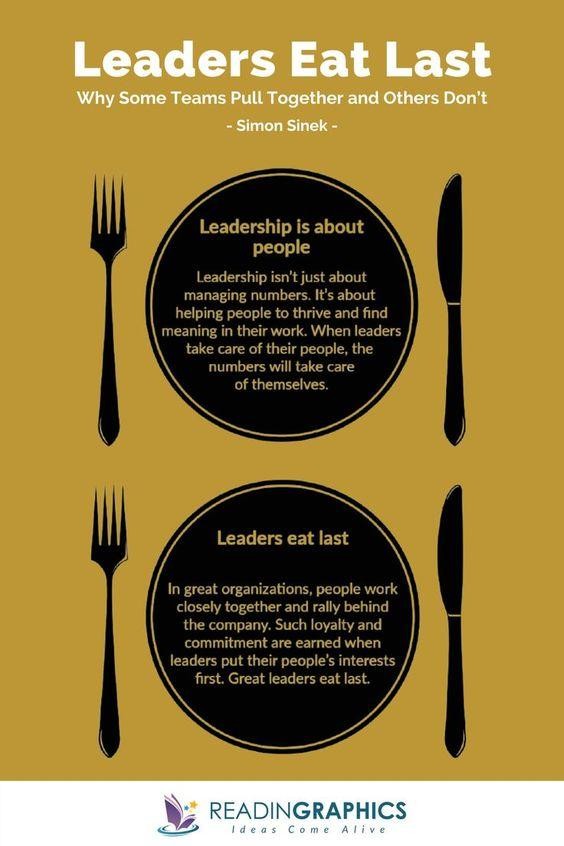 Leaders Eat Last
Why Some Teams Pull Together and Others Don't
- Simon Sinek -
Leadership is about
people
Leadership isn't just about
managing numbers. It's about
helping people to thrive and find
meaning in their work. When leaders
take care of their people, the
numbers will take care
of themselves.
Leaders eat last
In great organizations, people work
closely together and rally behind
the company. Such loyalty and
commitment are earned when
leaders put their people's interests
first. Great leaders eat last.
READINGRAPHICS
Ideas Come Alive